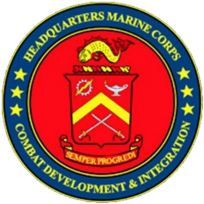 HEADQUARTERS MARINE CORPS
SEMPER PROGREDI
COMBAT DEVELOPMENT & INTEGRATION